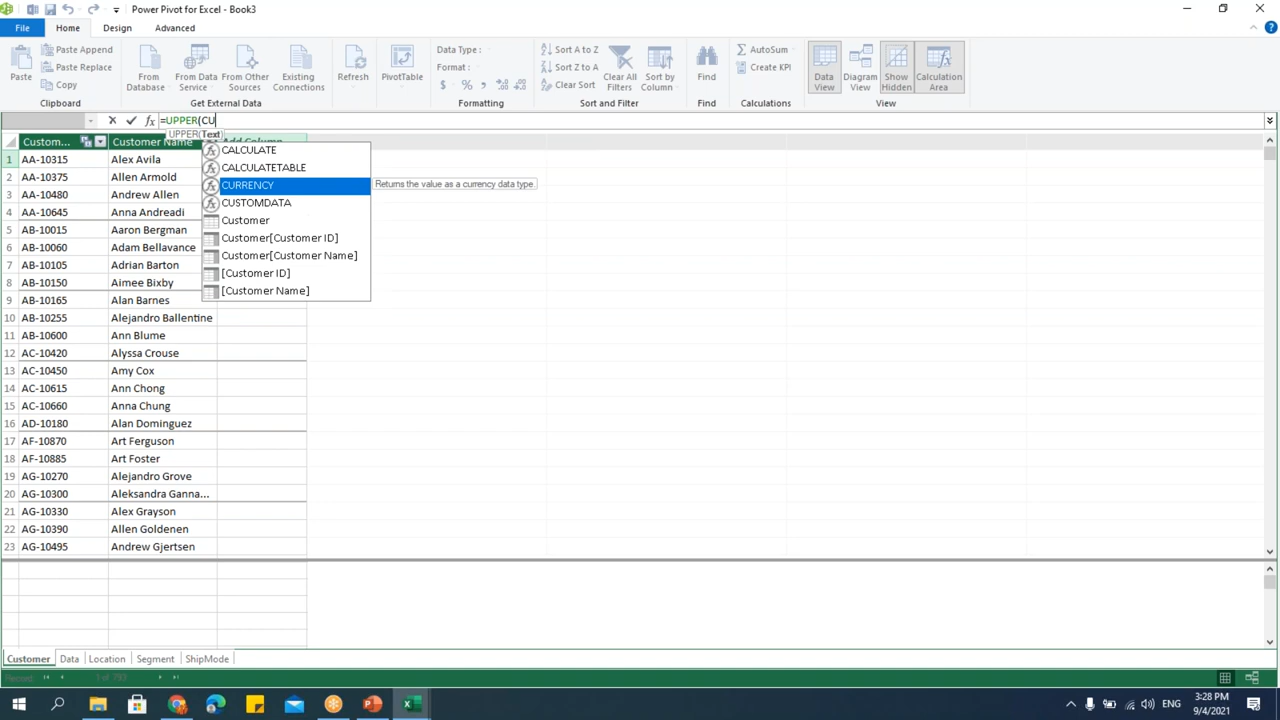 Power Pivot for Excel - Book3
File
Home
Design
Advanced
Paste
Paste Append
Paste Replace
Copy
Clipboard
From Database
From Data Service
From Other Sources
Existing Connections
Get External Data
Refresh
PivotTable
Data Type :
Format :
$ % ,
Formatting
Sort A to Z
Sort Z to A
Clear Sort
Clear All Filters
Sort by Column
Sort and Filter
Find
Find
AutoSum
Create KPI
Calculations
Data View
Diagram View
Show Hidden
Calculation Area
View
fx =UPPER(CU
UPPER(Text)
Custom... Customer Name Add Column
1 AA-10315 Alex Avila
2 AA-10375 Allen Armold
3 AA-10480 Andrew Allen
4 AA-10645 Anna Andreadi
5 AB-10015 Aaron Bergman
6 AB-10060 Adam Bellavance
7 AB-10105 Adrian Barton
8 AB-10150 Aimee Bixby
9 AB-10165 Alan Barnes
10 AB-10255 Alejandro Ballentine
11 AB-10600 Ann Blume
12 AC-10420 Alyssa Crouse
13 AC-10450 Amy Cox
14 AC-10615 Ann Chong
15 AC-10660 Anna Chung
16 AD-10180 Alan Dominguez
17 AF-10870 Art Ferguson
18 AF-10885 Art Foster
19 AG-10270 Alejandro Grove
20 AG-10300 Aleksandra Ganna...
21 AG-10330 Alex Grayson
22 AG-10390 Allen Goldenen
23 AG-10495 Andrew Gjertsen
CALCULATE
CALCULATETABLE
CURRENCY
Returns the value as a currency data type.
CUSTOMDATA
Customer
Customer[Customer ID]
Customer[Customer Name]
[Customer ID]
[Customer Name]
Customer
Data
Location
Segment
ShipMode
Record:
1 of 793
ENG
3:28 PM
9/4/2021